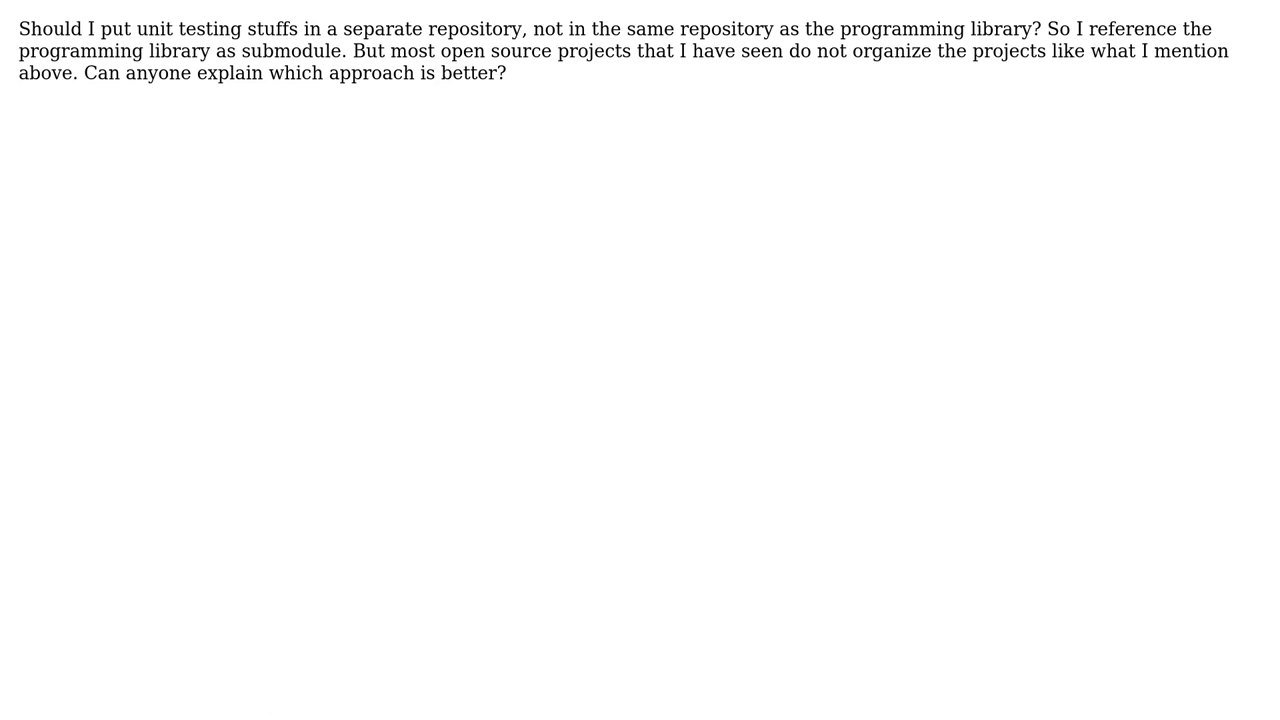 Should I put unit testing stuffs in a separate repository, not in the same repository as the programming library? So I reference the
programming library as submodule. But most open source projects that I have seen do not organize the projects like what I mention
above. Can anyone explain which approach is better?